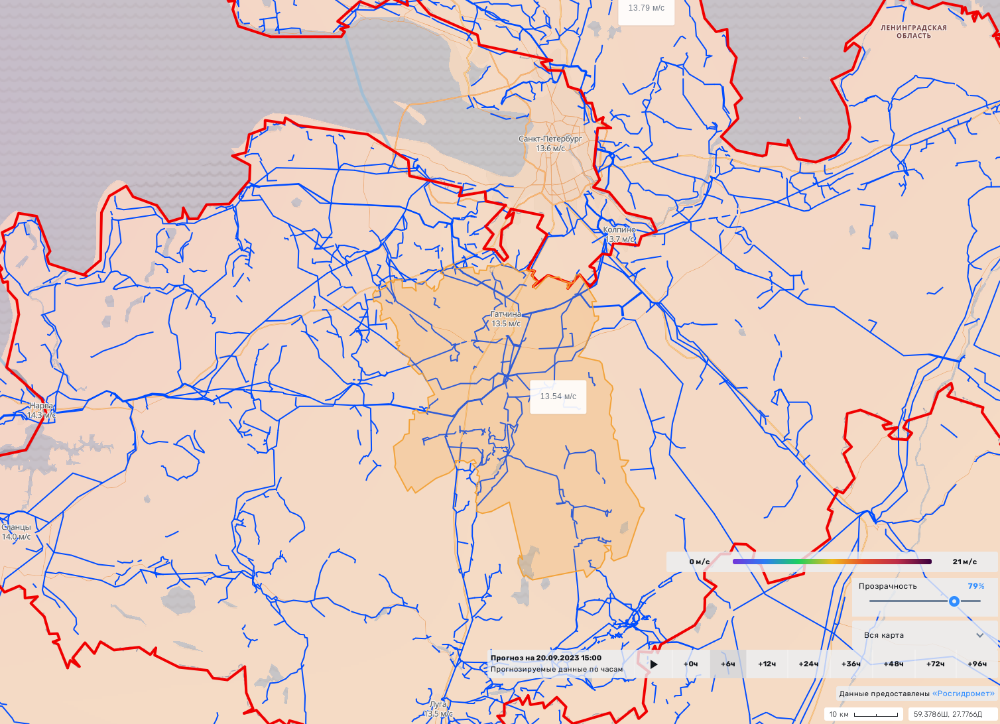 13.79 м/с
ЛЕНИНГРАДСКАЯ
ОБЛАСТЬ
Санкт-Петербург
13.6 м/с
Колпино
13.7 м/с
Гатчина
13.5 м/с
13.54 м/с
Нарва
14.3 м/с
Сланцы
14.0 м/с
0 м/с
21 м/с
Прозрачность
79%
Вся карта
Прогноз на 20.09.2023 15:00
Прогнозируемые данные по часам
+0ч
+6ч
+12ч
+24ч
+36ч
+48ч
+72ч
+96ч
Луга
13.5 м/с
Данные предоставлены «Росгидромет»
10 км
59.3786Ш, 27.7766Д